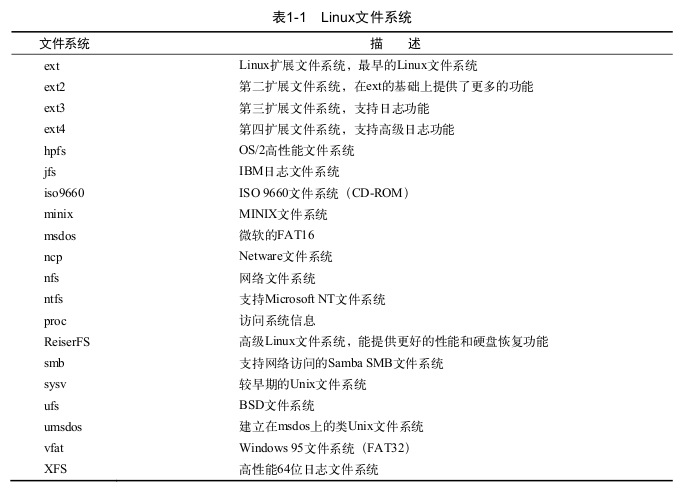 表1-1 Linux文件系统
文件系统 描 述
ext Linux扩展文件系统，最早的Linux文件系统
ext2 第二扩展文件系统，在ext的基础上提供了更多的功能
ext3 第三扩展文件系统，支持日志功能
ext4 第四扩展文件系统，支持高级日志功能
hpfs OS/2高性能文件系统
jfs IBM日志文件系统
iso9660 ISO 9660文件系统（CD-ROM）
minix MINIX文件系统
msdos 微软的FAT16
ncp Netware文件系统
nfs 网络文件系统
ntfs 支持Microsoft NT文件系统
proc 访问系统信息
ReiserFS 高级Linux文件系统，能提供更好的性能和硬盘恢复功能
smb 支持网络访问的Samba SMB文件系统
sysv 较早期的Unix文件系统
ufs BSD文件系统
umsdos 建立在msdos上的类Unix文件系统
vfat Windows 95文件系统（FAT32）
XFS 高性能64位日志文件系统